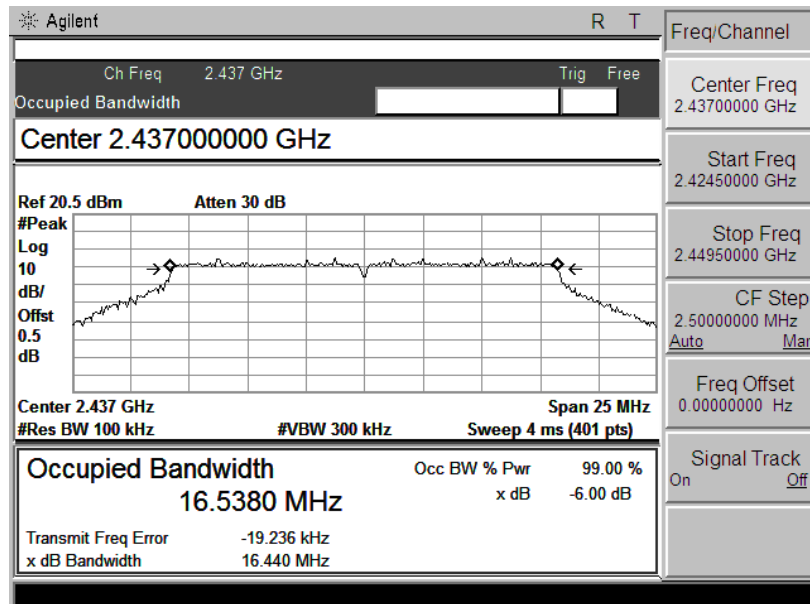 Agilent R T
Ch Freq 2.437 GHz Trig Free
Occupied Bandwidth
Center 2.437000000 GHz
Ref 20.5 dBm Atten 30 dB
#Peak
Log
10
dB/
Offst
0.5
dB
Center 2.437 GHz Span 25 MHz
#Res BW 100 kHz #VBW 300 kHz Sweep 4 ms (401 pts)
Occupied Bandwidth Occ BW % Pwr 99.00 %
16.5380 MHz x dB -6.00 dB
Transmit Freq Error -19.236 kHz
x dB Bandwidth 16.440 MHz
Freq/Channel
Center Freq
2.43700000 GHz
Start Freq
2.42450000 GHz
Stop Freq
2.44950000 GHz
CF Step
2.50000000 MHz
Auto Man
Freq Offset
0.00000000 Hz
Signal Track
On Off